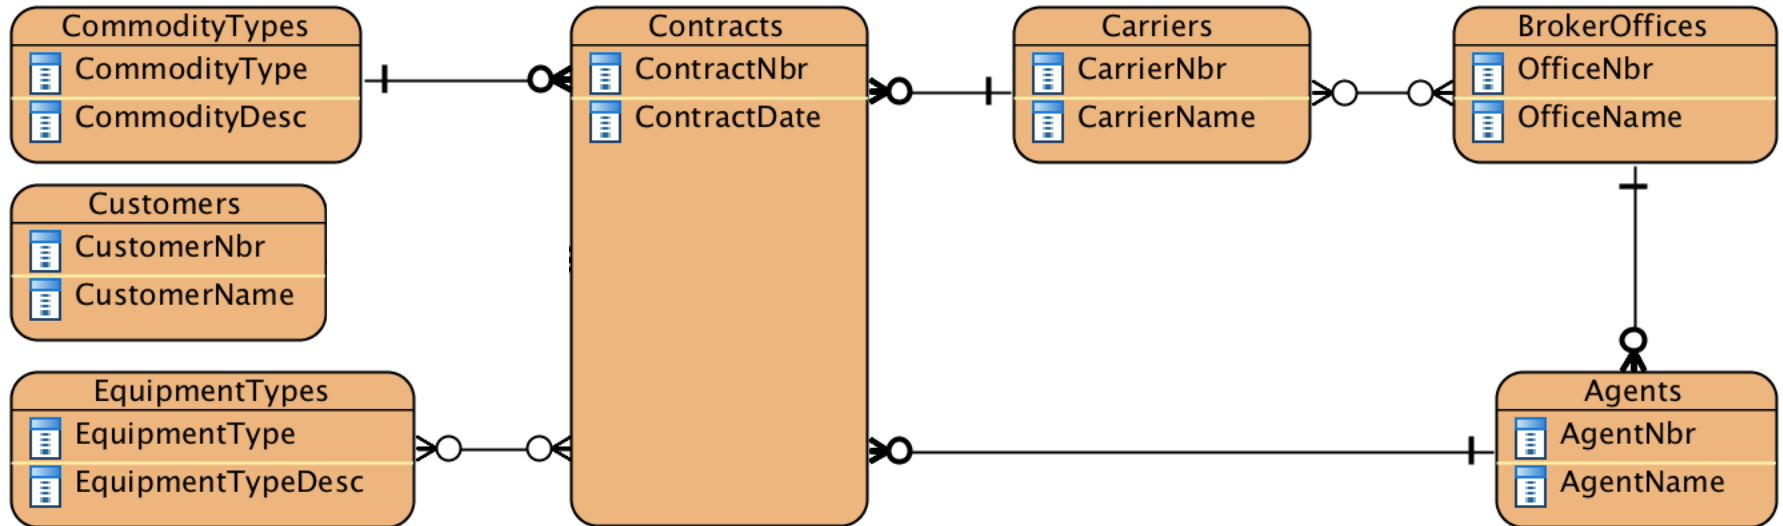 CommodityTypes
CommodityType
CommodityDesc
Customers
CustomerNbr
CustomerName
EquipmentTypes
EquipmentType
EquipmentTypeDesc
Contracts
ContractNbr
ContractDate
Carriers
CarrierNbr
CarrierName
BrokerOffices
OfficeNbr
OfficeName
Agents
AgentNbr
AgentName